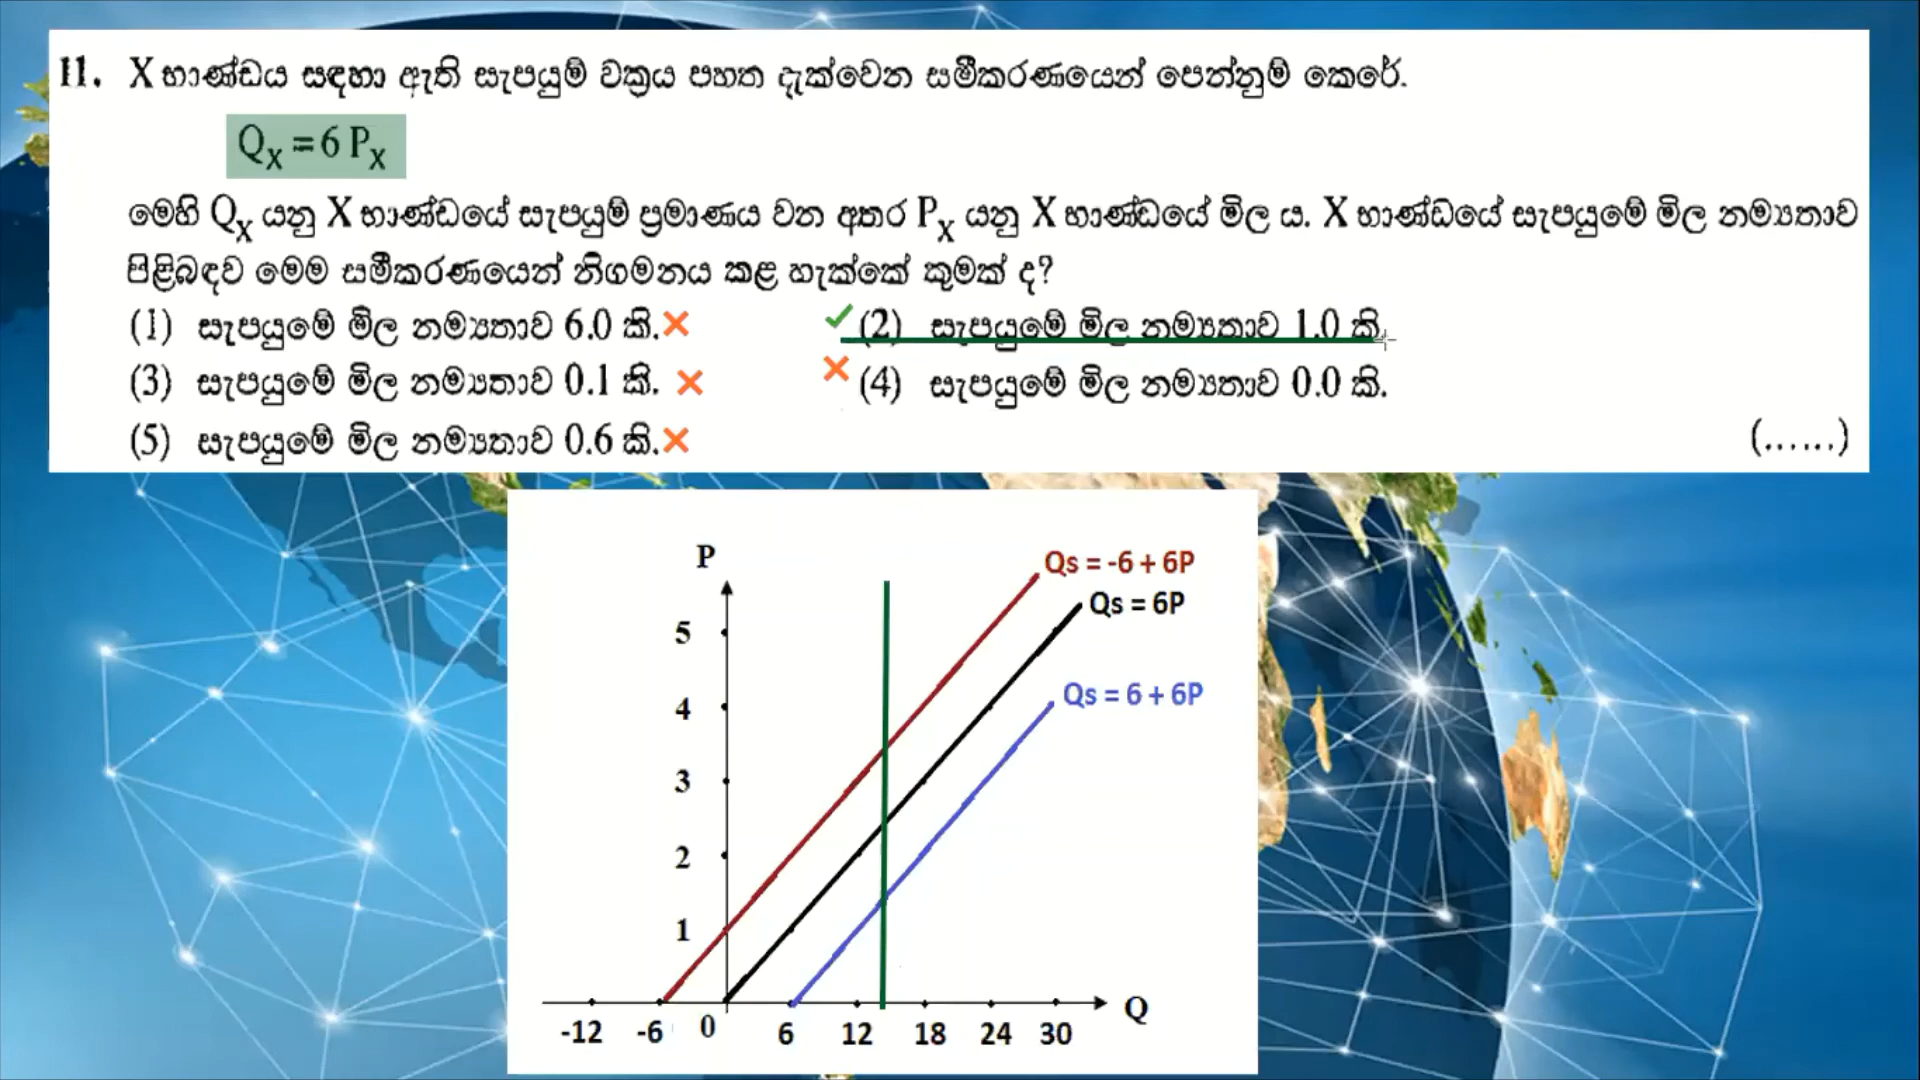 11. X භාණ්ඩය සඳහා ඇති සැපයුම් වක්‍රය පහත දැක්වෙන සමීකරණයෙන් පෙන්නුම් කෙරේ.
Qx = 6 Px
මෙහි Qx යනු X භාණ්ඩයේ සැපයුම් ප්‍රමාණය වන අතර Px යනු X භාණ්ඩයේ මිල ය. X භාණ්ඩයේ සැපයුමේ මිල නම්‍යතාව
පිළිබඳව මෙම සමීකරණයෙන් නිගමනය කළ හැක්කේ කුමක් ද?
(1) සැපයුමේ මිල නම්‍යතාව 6.0 කි. ✓ (2) සැපයුමේ මිල නම්‍යතාව 1.0 කි.
(3) සැපයුමේ මිල නම්‍යතාව 0.1 කි. (4) සැපයුමේ මිල නම්‍යතාව 0.0 කි.
(5) සැපයුමේ මිල නම්‍යතාව 0.6 කි. (......)
P
Qs = -6 + 6P
Qs = 6P
5
Qs = 6 + 6P
4
3
2
1
Q
-12 -6 0 6 12 18 24 30